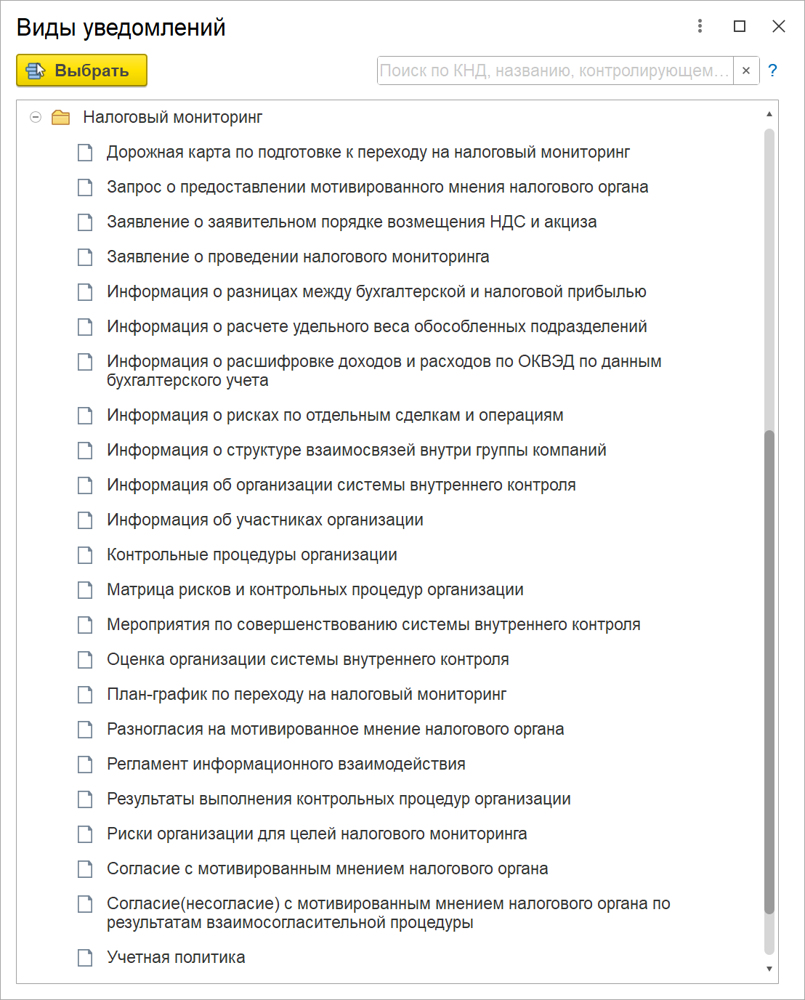 Виды уведомлений
Выбрать
Поиск по КНД, названию, контролирующем...
×
?
Налоговый мониторинг
Дорожная карта по подготовке к переходу на налоговый мониторинг
Запрос о предоставлении мотивированного мнения налогового органа
Заявление о заявительном порядке возмещения НДС и акциза
Заявление о проведении налогового мониторинга
Информация о разницах между бухгалтерской и налоговой прибылью
Информация о расчете удельного веса обособленных подразделений
Информация о расшифровке доходов и расходов по ОКВЭД по данным
бухгалтерского учета
Информация о рисках по отдельным сделкам и операциям
Информация о структуре взаимосвязей внутри группы компаний
Информация об организации системы внутреннего контроля
Информация об участниках организации
Контрольные процедуры организации
Матрица рисков и контрольных процедур организации
Мероприятия по совершенствованию системы внутреннего контроля
Оценка организации системы внутреннего контроля
План-график по переходу на налоговый мониторинг
Разногласия на мотивированное мнение налогового органа
Регламент информационного взаимодействия
Результаты выполнения контрольных процедур организации
Риски организации для целей налогового мониторинга
Согласие с мотивированным мнением налогового органа
Согласие(несогласие) с мотивированным мнением налогового органа по
результатам взаимосогласительной процедуры
Учетная политика